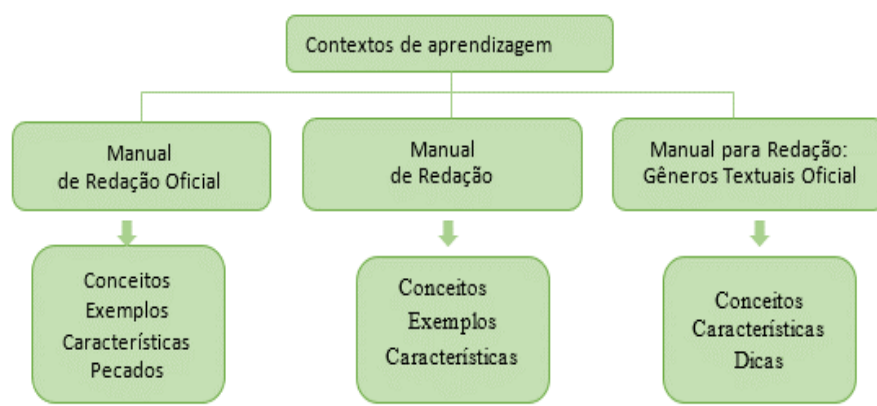 Contextos de aprendizagem
Manual
de Redação Oficial
Manual
de Redação
Manual para Redação:
Gêneros Textuais Oficial
Conceitos
Exemplos
Características
Pecados
Conceitos
Exemplos
Características
Conceitos
Características
Dicas